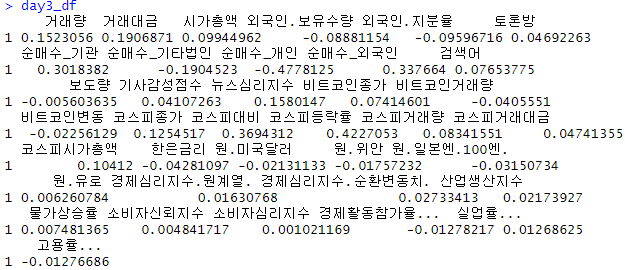 > day3_df
거래량 거래대금 시가총액 외국인.보유수량 외국인.지분율 토론방
1 0.1523056 0.1906871 0.09944962 -0.08881154 -0.09596716 0.04692263
순매수_기관 순매수_기타법인 순매수_개인 순매수_외국인 검색어
1 0.3018382 -0.1904523 -0.4778125 0.337664 0.07653775
보도량 기사감성점수 뉴스심리지수 비트코인종가 비트코인거래량
1 -0.005603635 0.04107263 0.1580147 0.07414601 -0.0405551
비트코인변동 코스피종가 코스피대비 코스피등락률 코스피거래량 코스피거래대금
1 -0.02256129 0.1254517 0.3694312 0.4227053 0.08341551 0.04741355
코스피시가총액 한은금리 원.미국달러 원.위안 원.일본엔.100엔.
1 0.10412 -0.04281097 -0.02131133 -0.01757232 -0.03150734
원.유로 경제심리지수.원계열. 경제심리지수.순환변동치. 산업생산지수
1 0.006260784 0.01630768 0.02733413 0.02173927
물가상승률 소비자신뢰지수 소비자심리지수 경제활동참가율... 실업률...
1 0.007481365 0.004841717 0.001021169 -0.01278217 0.01268625
고용률...
1 -0.01276686